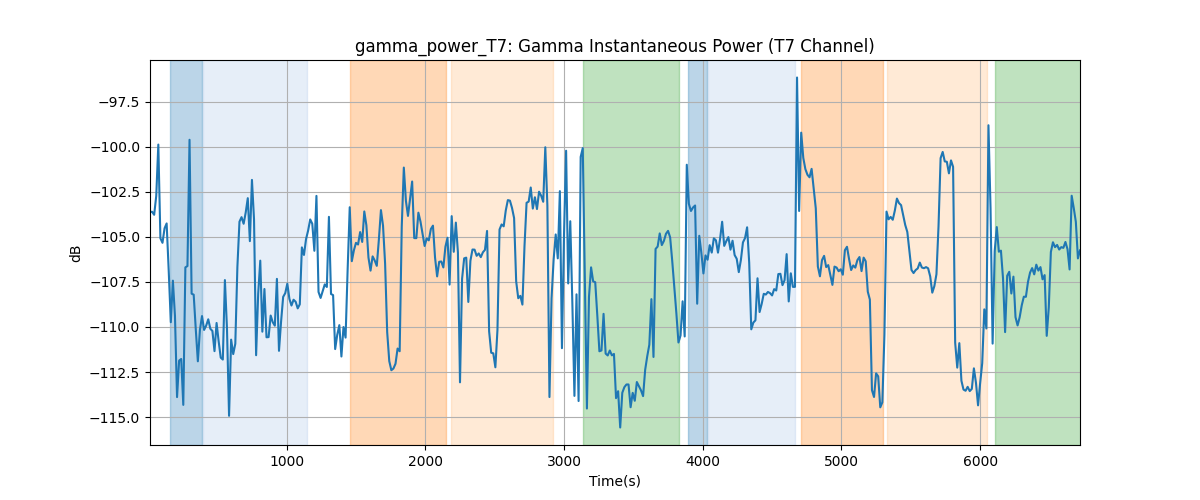 gamma_power_T7: Gamma Instantaneous Power (T7 Channel)
−97.5
−100.0
−102.5
−105.0
−107.5
−110.0
−112.5
−115.0
dB
1000 2000 3000 4000 5000 6000
Time(s)